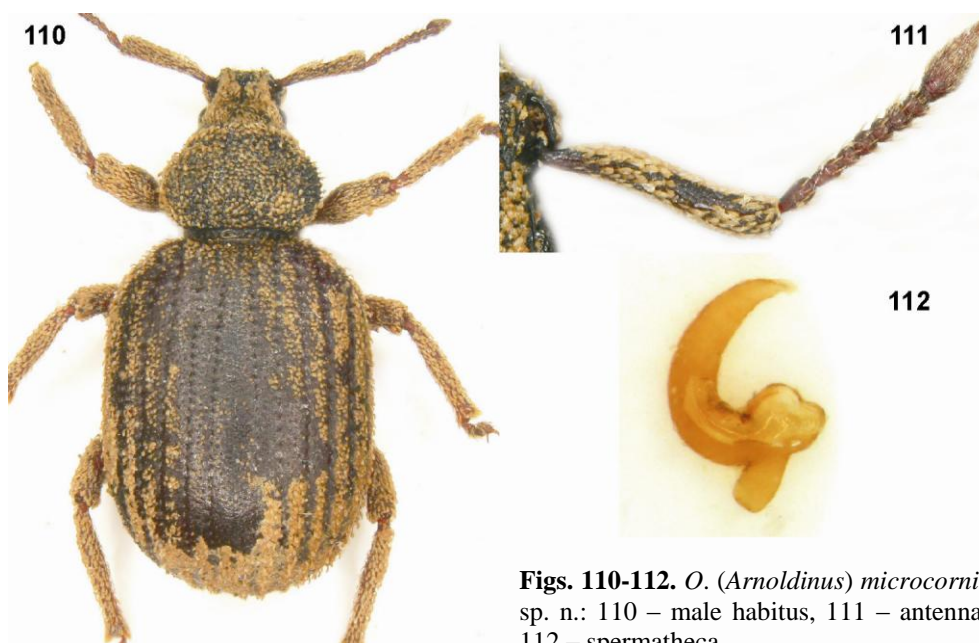 110
111
112
Figs. 110-112. O. (Arnoldinus) microcorni
sp. n.: 110 – male habitus, 111 – antenna
112 – spermatheca